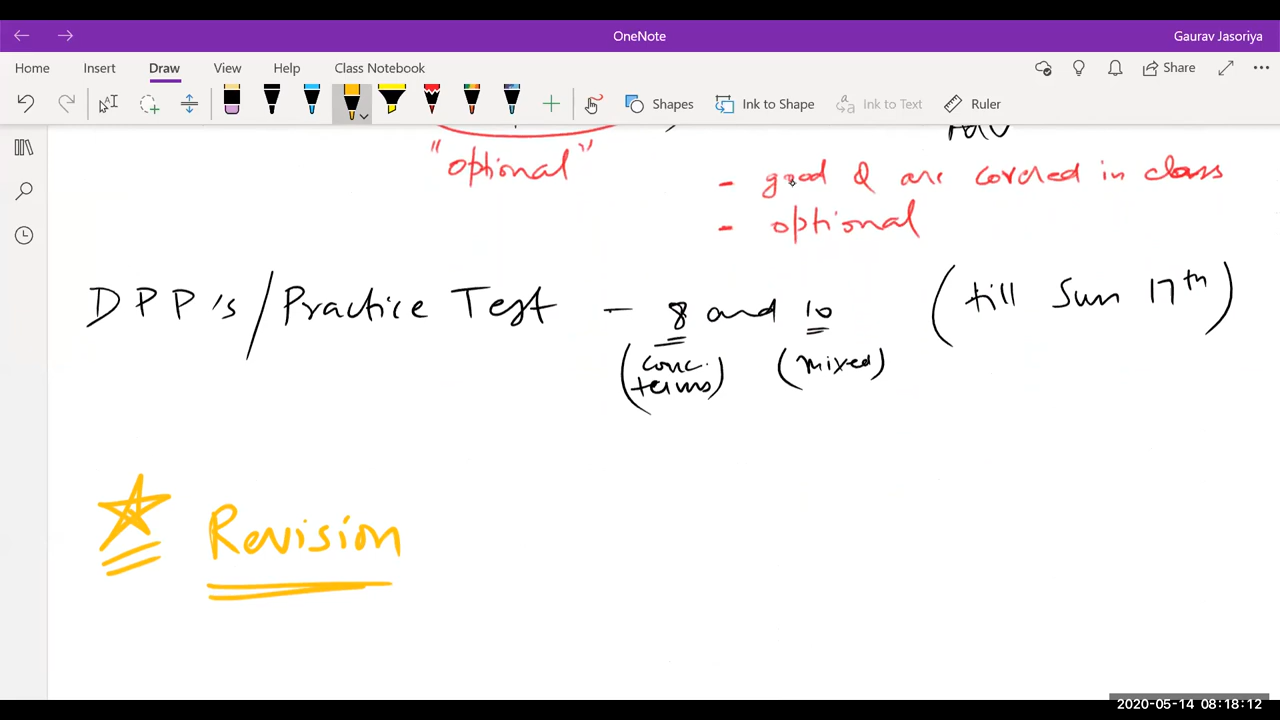 OneNote
Gaurav Jasoriya
Home Insert Draw View Help Class Notebook
Share
Shapes Ink to Shape Ink to Text Ruler
"optional"
- good Q are covered in class
- optional
DPP's/Practice Test - 8 and 10 (till Sun 17th)
(conc. terms) (mixed)
Revision
2020-05-14 08:18:12